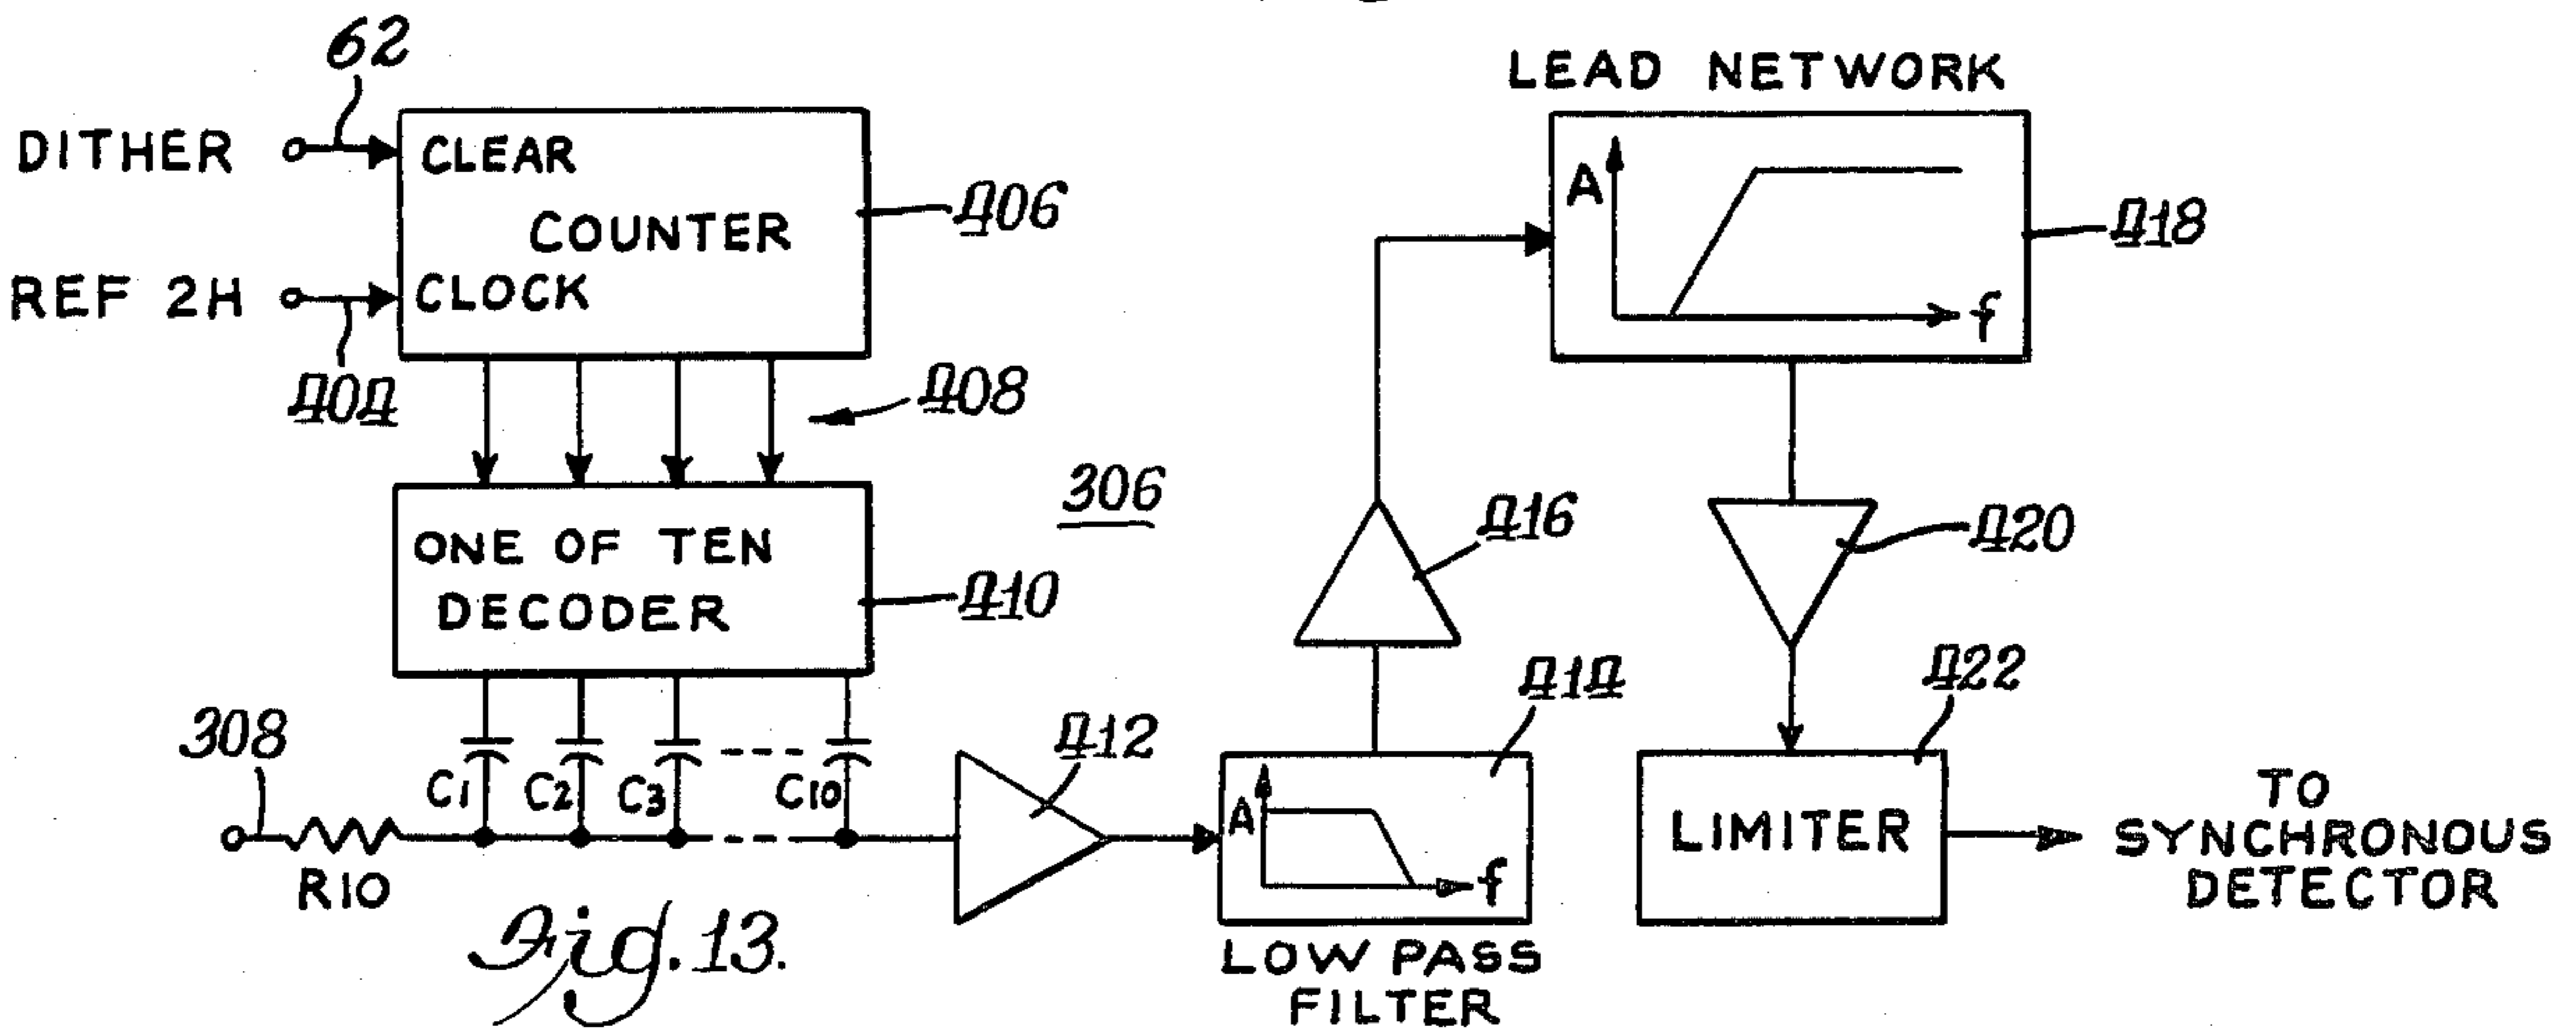 62
DITHER
CLEAR
COUNTER
406
REF 2H
CLOCK
404
408
ONE OF TEN
DECODER
410
306
308
R10
C1
C2
C3
C10
412
A
f
414
LOW PASS
FILTER
416
LEAD NETWORK
A
f
418
420
422
LIMITER
TO
SYNCHRONOUS
DETECTOR
Fig. 13.